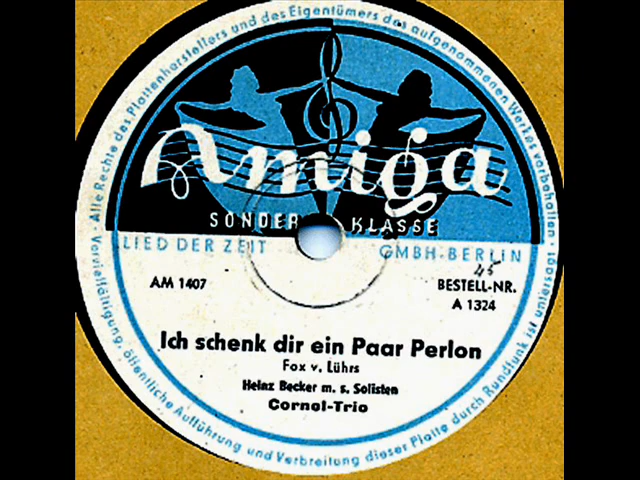 Alle Rechte des Plattenherstellers und des Eigentümers des aufgenommenen Werkes vorbehalten
Amiga
SONDER KLASSE
LIED DER ZEIT GMBH-BERLIN
45
AM 1407
BESTELL-NR.
A 1324
Ich schenk dir ein Paar Perlon
Fox v. Lührs
Heinz Becker m. s. Solisten
Cornel-Trio
Vervielfältigung, öffentliche Aufführung und Verbreitung dieser Platte durch Rundfunk ist untersagt